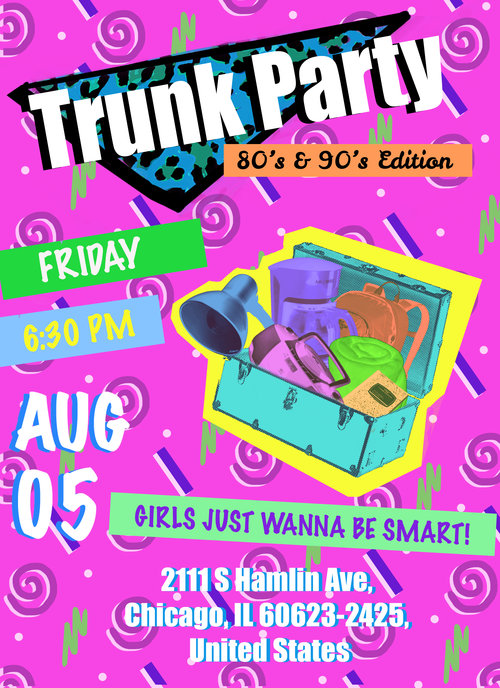 Trunk Party
80's & 90's Edition
FRIDAY
6:30 PM
AUG
05
GIRLS JUST WANNA BE SMART!
2111 S Hamlin Ave,
Chicago, IL 60623-2425,
United States